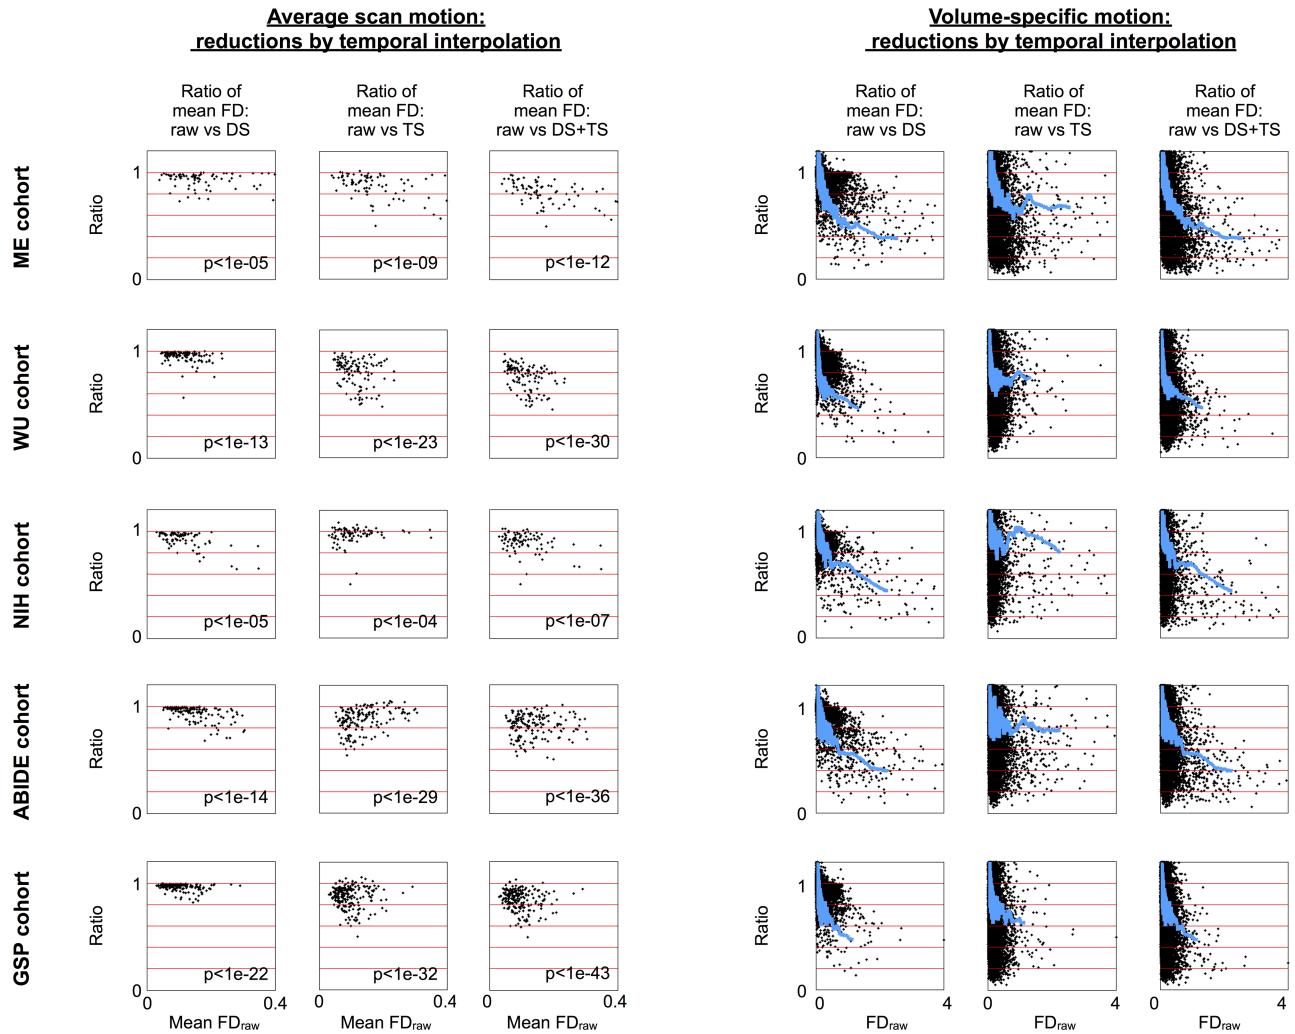 Average scan motion:
reductions by temporal interpolation
Volume-specific motion:
reductions by temporal interpolation
Ratio of
mean FD:
raw vs DS
Ratio of
mean FD:
raw vs TS
Ratio of
mean FD:
raw vs DS+TS
Ratio of
mean FD:
raw vs DS
Ratio of
mean FD:
raw vs TS
Ratio of
mean FD:
raw vs DS+TS
ME cohort
Ratio
1
0
p<1e-05
p<1e-09
p<1e-12
Ratio
1
0
WU cohort
Ratio
1
0
p<1e-13
p<1e-23
p<1e-30
Ratio
1
0
NIH cohort
Ratio
1
0
p<1e-05
p<1e-04
p<1e-07
Ratio
1
0
ABIDE cohort
Ratio
1
0
p<1e-14
p<1e-29
p<1e-36
Ratio
1
0
GSP cohort
Ratio
1
0
p<1e-22
p<1e-32
p<1e-43
Ratio
1
0
0 0.4
0 0.4
0 0.4
0 4
0 4
0 4
Mean FDraw
Mean FDraw
Mean FDraw
FDraw
FDraw
FDraw